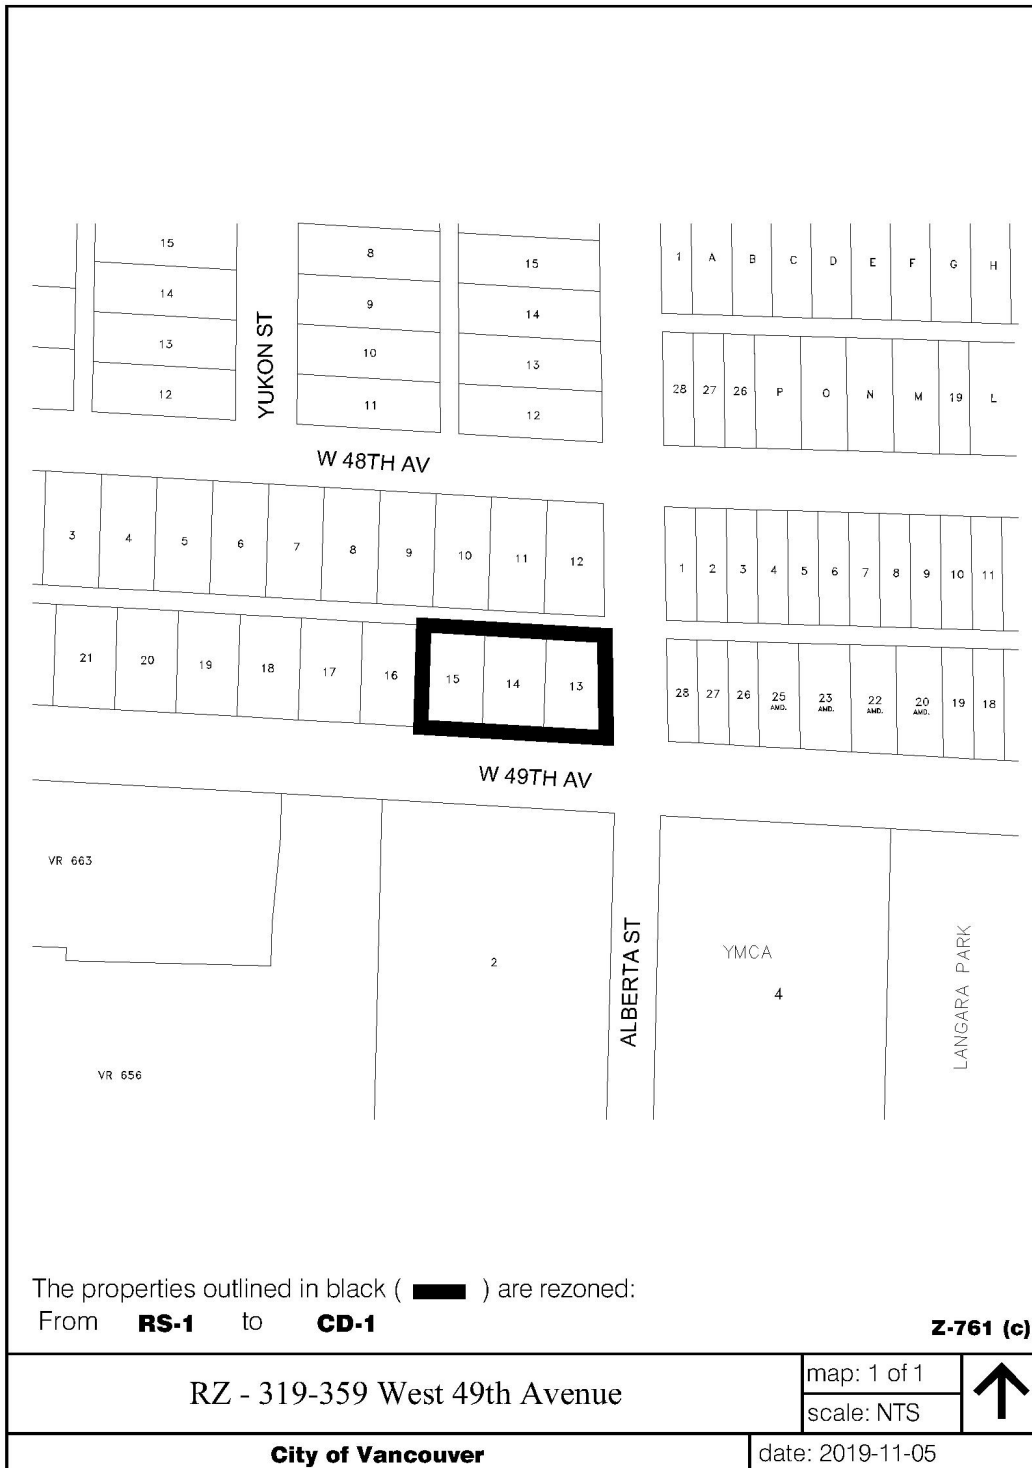 15
8
15
1 A B C D E F G H
14
9
14
13
10
13
12
11
12
28 27 26 P O N M 19 L
YUKON ST
W 48TH AV
3 4 5 6 7 8 9 10 11 12
1 2 3 4 5 6 7 8 9 10 11
21 20 19 18 17 16 15 14 13
28 27 26 25 23 22 20 19 18
AMD. AMD. AMD. AMD.
W 49TH AV
VR 663
2
ALBERTA ST
YMCA
4
LANGARA PARK
VR 656
The properties outlined in black ( ) are rezoned:
From RS-1 to CD-1
Z-761 (c)
RZ - 319-359 West 49th Avenue
map: 1 of 1
scale: NTS
City of Vancouver
date: 2019-11-05